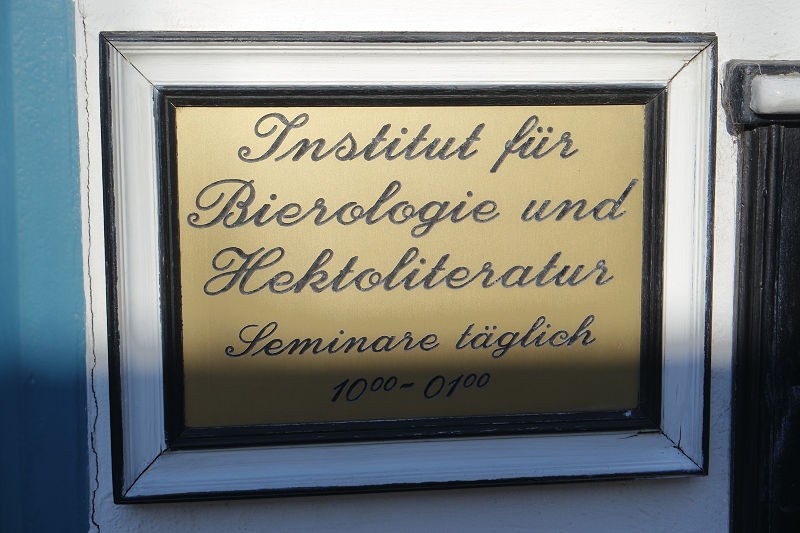 Institut für
Bierologie und
Hektoliteratur
Seminare täglich
10⁰⁰- 01⁰⁰